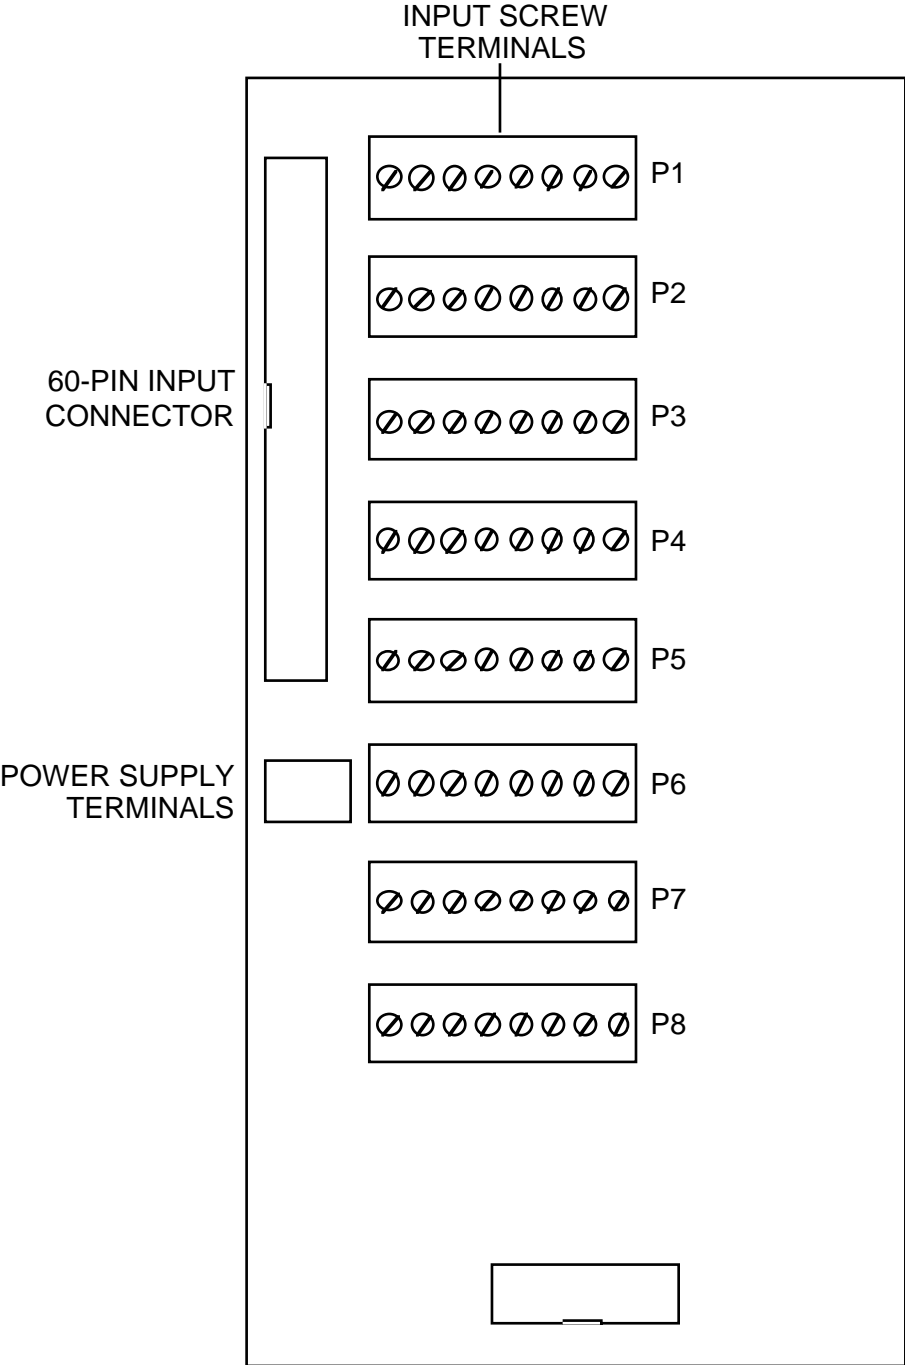 INPUT SCREW
TERMINALS
P1
P2
60-PIN INPUT
CONNECTOR
P3
P4
P5
POWER SUPPLY
TERMINALS
P6
P7
P8